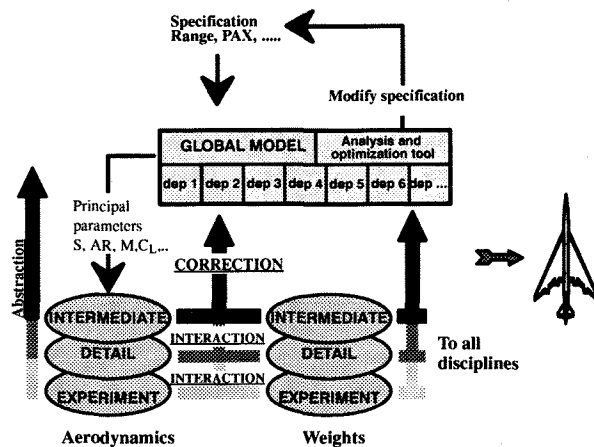 Specification
Range, PAX, .....
Modify specification
GLOBAL MODEL
Analysis and
optimization tool
dep 1 dep 2 dep 3 dep 4 dep 5 dep 6 dep ...
Principal
parameters
S, AR, M,CL,..
Abstraction
CORRECTION
INTERMEDIATE
INTERMEDIATE
INTERACTION
DETAIL
DETAIL
To all
disciplines
INTERACTION
EXPERIMENT
EXPERIMENT
Aerodynamics
Weights